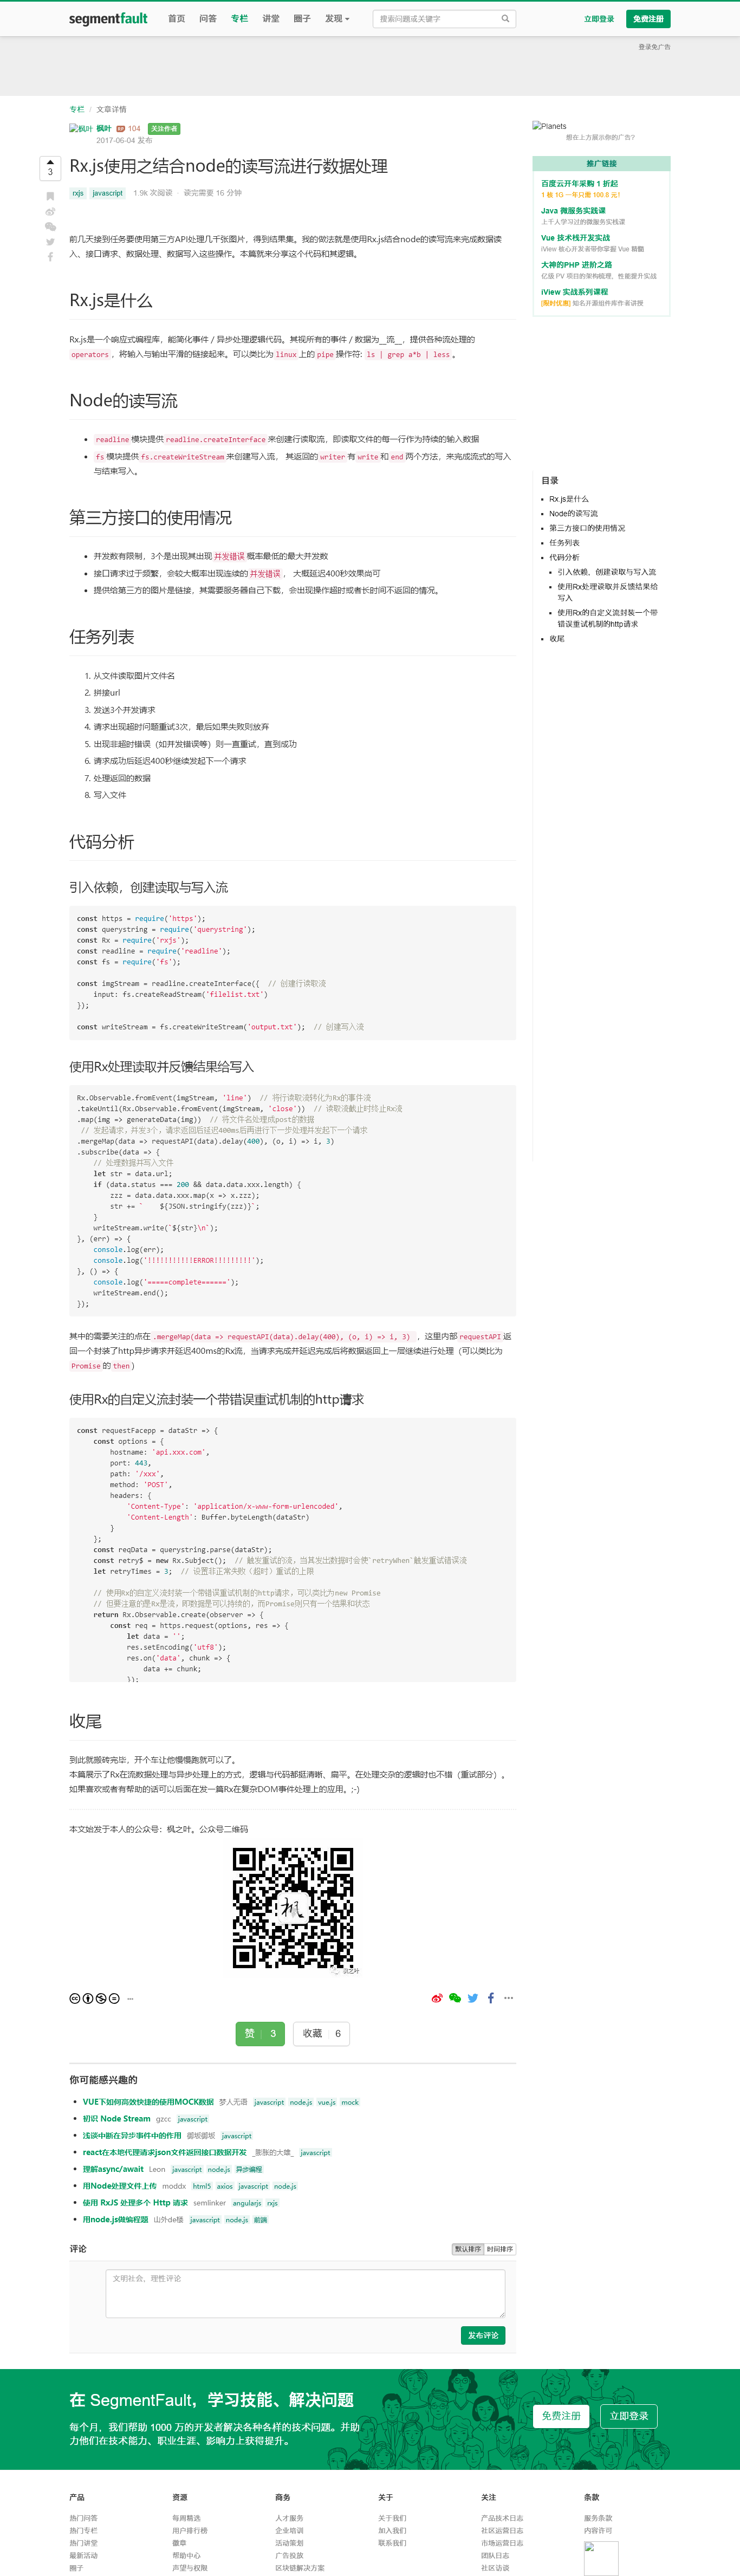 segmentfault 首页 问答 专栏 讲堂 圈子 发现 搜索问题或关键字 立即登录 免费注册
登录免广告
专栏 / 文章详情
枫叶 枫叶 104 关注作者
2017-06-04 发布
3
Rx.js使用之结合node的读写流进行数据处理
rxjs javascript 1.9k 次阅读 · 读完需要 16 分钟
前几天接到任务要使用第三方API处理几千张图片，得到结果集。我的做法就是使用Rx.js结合node的读写流来完成数据读
入、接口请求、数据处理、数据写入这些操作。本篇就来分享这个代码和其逻辑。
Rx.js是什么
Rx.js是一个响应式编程库，能简化事件 / 异步处理逻辑代码。其视所有的事件 / 数据为__流__，提供各种流处理的
operators ，将输入与输出平滑的链接起来。可以类比为 linux 上的 pipe 操作符: ls | grep a*b | less 。
Node的读写流
readline 模块提供 readline.createInterface 来创建行读取流，即读取文件的每一行作为持续的输入数据
fs 模块提供 fs.createWriteStream 来创建写入流， 其返回的 writer 有 write 和 end 两个方法，来完成流式的写入
与结束写入。
第三方接口的使用情况
开发数有限制，3个是出现其出现 并发错误 概率最低的最大并发数
接口请求过于频繁，会较大概率出现连续的 并发错误 ， 大概延迟400秒效果尚可
提供给第三方的图片是链接，其需要服务器自己下载，会出现操作超时或者长时间不返回的情况。
任务列表
1. 从文件读取图片文件名
2. 拼接url
3. 发送3个并发请求
4. 请求出现超时问题重试3次，最后如果失败则放弃
5. 出现非超时错误（如并发错误等）则一直重试，直到成功
6. 请求成功后延迟400秒继续发起下一个请求
7. 处理返回的数据
8. 写入文件
代码分析
引入依赖，创建读取与写入流
const https = require('https');
const querystring = require('querystring');
const Rx = require('rxjs');
const readline = require('readline');
const fs = require('fs');
const imgStream = readline.createInterface({ // 创建行读取流
input: fs.createReadStream('filelist.txt')
});
const writeStream = fs.createWriteStream('output.txt'); // 创建写入流
使用Rx处理读取并反馈结果给写入
Rx.Observable.fromEvent(imgStream, 'line') // 将行读取流转化为Rx的事件流
.takeUntil(Rx.Observable.fromEvent(imgStream, 'close')) // 读取流截止时终止Rx流
.map(img => generateData(img)) // 将文件名处理成post的数据
// 发起请求，并发3个，请求返回后延迟400ms后再进行下一步处理并发起下一个请求
.mergeMap(data => requestAPI(data).delay(400), (o, i) => i, 3)
.subscribe(data => {
// 处理数据并写入文件
let str = data.url;
if (data.status === 200 && data.data.xxx.length) {
zzz = data.data.xxx.map(x => x.zzz);
str += `    ${JSON.stringify(zzz)}`;
}
writeStream.write(`${str}\n`);
}, (err) => {
console.log(err);
console.log('!!!!!!!!!!!ERROR!!!!!!!!!');
}, () => {
console.log('=====complete======');
writeStream.end();
});
其中的需要关注的点在 .mergeMap(data => requestAPI(data).delay(400), (o, i) => i, 3) ，这里内部 requestAPI 返
回一个封装了http异步请求并延迟400ms的Rx流，当请求完成并延迟完成后将数据返回上一层继续进行处理（可以类比为
Promise 的 then ）
使用Rx的自定义流封装一个带错误重试机制的http请求
const requestFacepp = dataStr => {
const options = {
hostname: 'api.xxx.com',
port: 443,
path: '/xxx',
method: 'POST',
headers: {
'Content-Type': 'application/x-www-form-urlencoded',
'Content-Length': Buffer.byteLength(dataStr)
}
};
const reqData = querystring.parse(dataStr);
const retry$ = new Rx.Subject(); // 触发重试的流，当其发出数据时会使`retryWhen`触发重试错误流
let retryTimes = 3; // 设置非正常失败（超时）重试的上限
// 使用Rx的自定义流封装一个带错误重试机制的http请求，可以类比为new Promise
// 但要注意的是Rx是流，即数据是可以持续的，而Promise则只有一个结果和状态
return Rx.Observable.create(observer => {
const req = https.request(options, res => {
let data = '';
res.setEncoding('utf8');
res.on('data', chunk => {
data += chunk;
});
收尾
到此就搬砖完毕，开个车让他慢慢跑就可以了。
本篇展示了Rx在流数据处理与异步处理上的方式，逻辑与代码都挺清晰、扁平。在处理交杂的逻辑时也不错（重试部分）。
如果喜欢或者有帮助的话可以后面在发一篇Rx在复杂DOM事件处理上的应用。;-)
本文始发于本人的公众号：枫之叶。公众号二维码
枫
枫之叶
赞 3 收藏 6
你可能感兴趣的
VUE下如何高效快捷的使用MOCK数据 梦人无语 javascript node.js vue.js mock
初识 Node Stream gzcc javascript
浅谈中断在异步事件中的作用 御坂御坂 javascript
react在本地代理请求json文件返回接口数据开发 _膨胀的大雄_ javascript
理解async/await Leon javascript node.js 异步编程
用Node处理文件上传 moddx html5 axios javascript node.js
使用 RxJS 处理多个 Http 请求 semlinker angularjs rxjs
用node.js做编程题 山外de楼 javascript node.js 前端
评论 默认排序 时间排序
文明社会，理性评论
发布评论
Planets
想在上方展示你的广告？
推广链接
百度云开年采购 1 折起
1 核 1G 一年只需 100.8 元！
Java 微服务实践课
上千人学习过的微服务实践课
Vue 技术栈开发实战
iView 核心开发者带你掌握 Vue 精髓
大神的PHP 进阶之路
亿级 PV 项目的架构梳理，性能提升实战
iView 实战系列课程
[限时优惠] 知名开源组件库作者讲授
目录
Rx.js是什么
Node的读写流
第三方接口的使用情况
任务列表
代码分析
引入依赖，创建读取与写入流
使用Rx处理读取并反馈结果给
写入
使用Rx的自定义流封装一个带
错误重试机制的http请求
收尾
在 SegmentFault，学习技能、解决问题
每个月，我们帮助 1000 万的开发者解决各种各样的技术问题。并助
力他们在技术能力、职业生涯、影响力上获得提升。
免费注册 立即登录
产品 资源 商务 关于 关注 条款
热门问答 每周精选 人才服务 关于我们 产品技术日志 服务条款
热门专栏 用户排行榜 企业培训 加入我们 社区运营日志 内容许可
热门讲堂 徽章 活动策划 联系我们 市场运营日志
最新活动 帮助中心 广告投放 团队日志
圈子 声望与权限 区块链解决方案 社区访谈